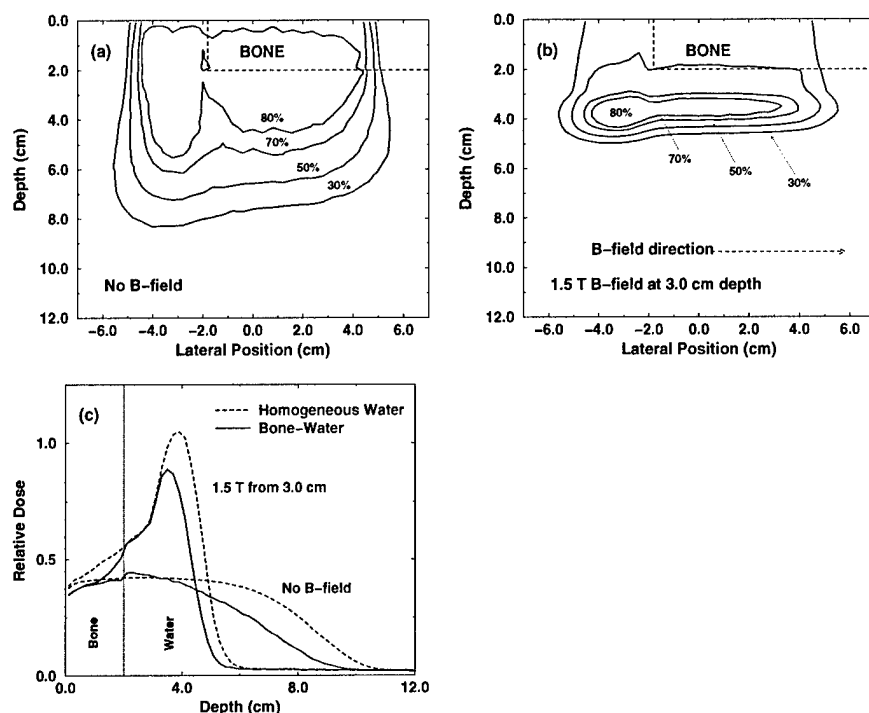 (a)
BONE
80%
70%
50%
30%
No B-field
0.0
2.0
4.0
6.0
8.0
10.0
12.0
Depth (cm)
-6.0 -4.0 -2.0 0.0 2.0 4.0 6.0
Lateral Position (cm)
(b)
BONE
80%
70%
50%
30%
B-field direction
1.5 T B-field at 3.0 cm depth
0.0
2.0
4.0
6.0
8.0
10.0
12.0
Depth (cm)
-6.0 -4.0 -2.0 0.0 2.0 4.0 6.0
Lateral Position (cm)
(c)
Homogeneous Water
Bone-Water
1.5 T from 3.0 cm
No B-field
Bone
Water
1.0
0.5
0.0
Relative Dose
0.0 4.0 8.0 12.0
Depth (cm)